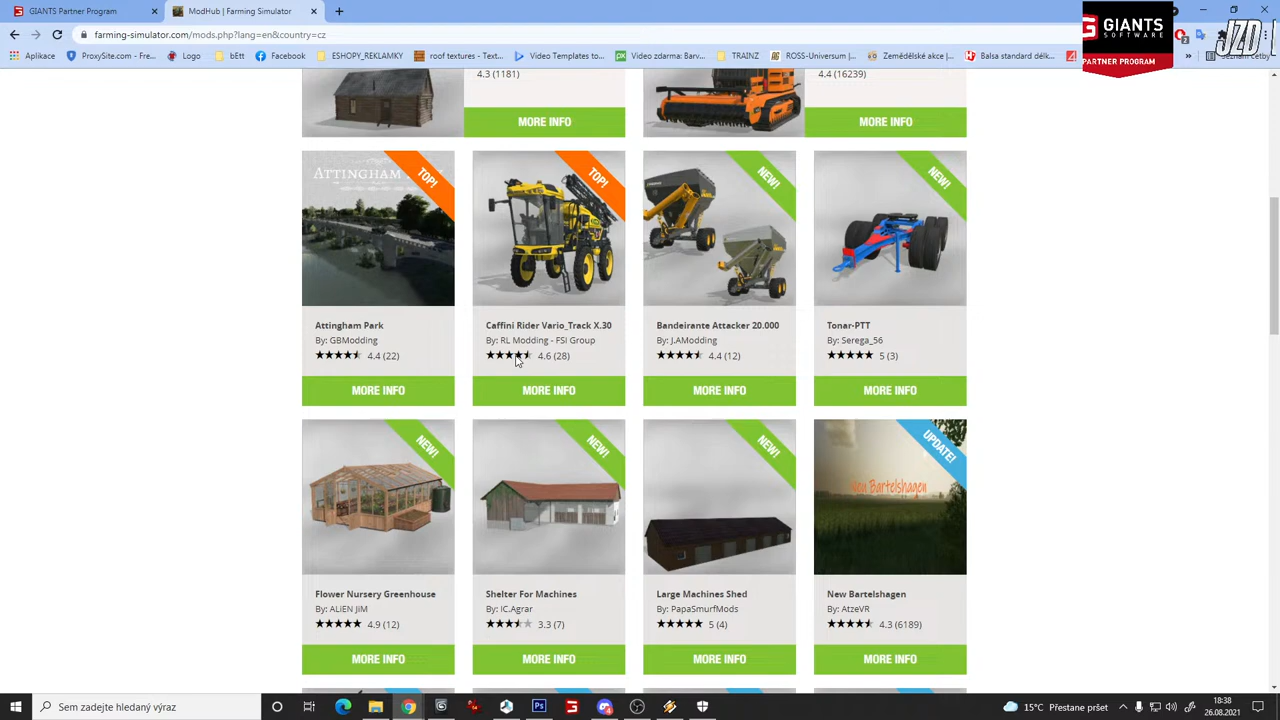 GIANTS Partner Program
ModHub | Farming Simulator
farming-simulator.com/mods.php?lang=en&country=cz
GIANTS
SOFTWARE
PARTNER PROGRAM
JZD
Aplikace
ProxySite.com - Fre...
Logo
bEtt
Facebook
ESHOPY_REKLAMKY
roof textures - Text...
Video Templates - D...
Video zdarma: Barv...
TRAINZ
ROSS-Universum |...
Zemědělské akce |...
Balsa standard délk...
Seznam četby
4.3 (1181)
4.4 (16239)
MORE INFO
MORE INFO
ATTINGHAM
TOP!
TOP!
NEW!
NEW!
Attingham Park
By: GBModding
4.4 (22)
MORE INFO
Caffini Rider Vario_Track X.30
By: RL Modding - FSI Group
4.6 (28)
MORE INFO
Bandeirante Attacker 20.000
By: J.AModding
4.4 (12)
MORE INFO
Tonar-PTT
By: Serega_56
5 (3)
MORE INFO
NEW!
NEW!
NEW!
UPDATE!
New Bartelshagen
Flower Nursery Greenhouse
By: ALIEN JIM
4.9 (12)
MORE INFO
Shelter For Machines
By: IC.Agrar
3.3 (7)
MORE INFO
Large Machines Shed
By: PapaSmurfMods
5 (4)
MORE INFO
New Bartelshagen
By: AtzeVR
4.3 (6189)
MORE INFO
Sem zadejte hledaný výraz
15°C Přestane pršet
18:38
26.08.2021